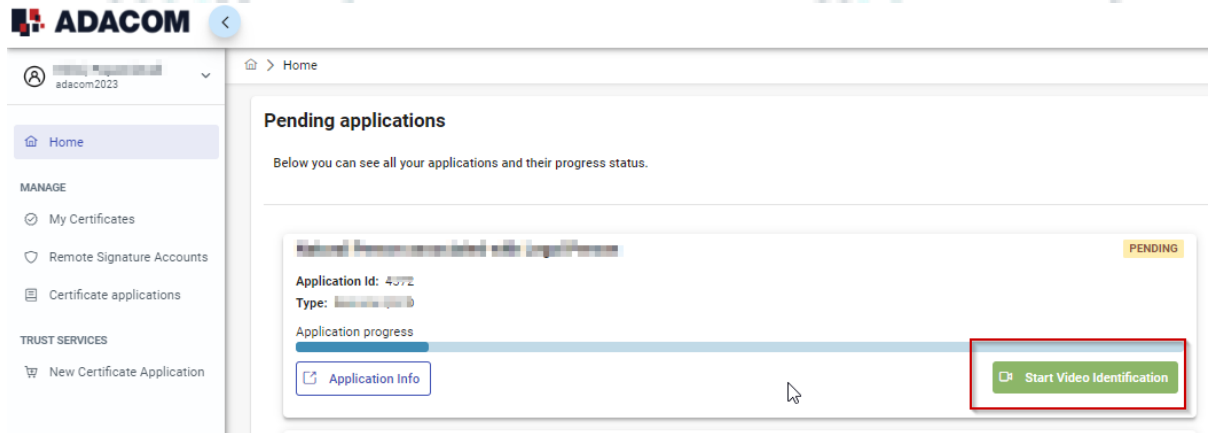 ADACOM
adacom2023
Home
Home
MANAGE
My Certificates
Remote Signature Accounts
Certificate applications
TRUST SERVICES
New Certificate Application
Pending applications
Below you can see all your applications and their progress status.
PENDING
Application Id:
Type:
Application progress
Application Info
Start Video Identification